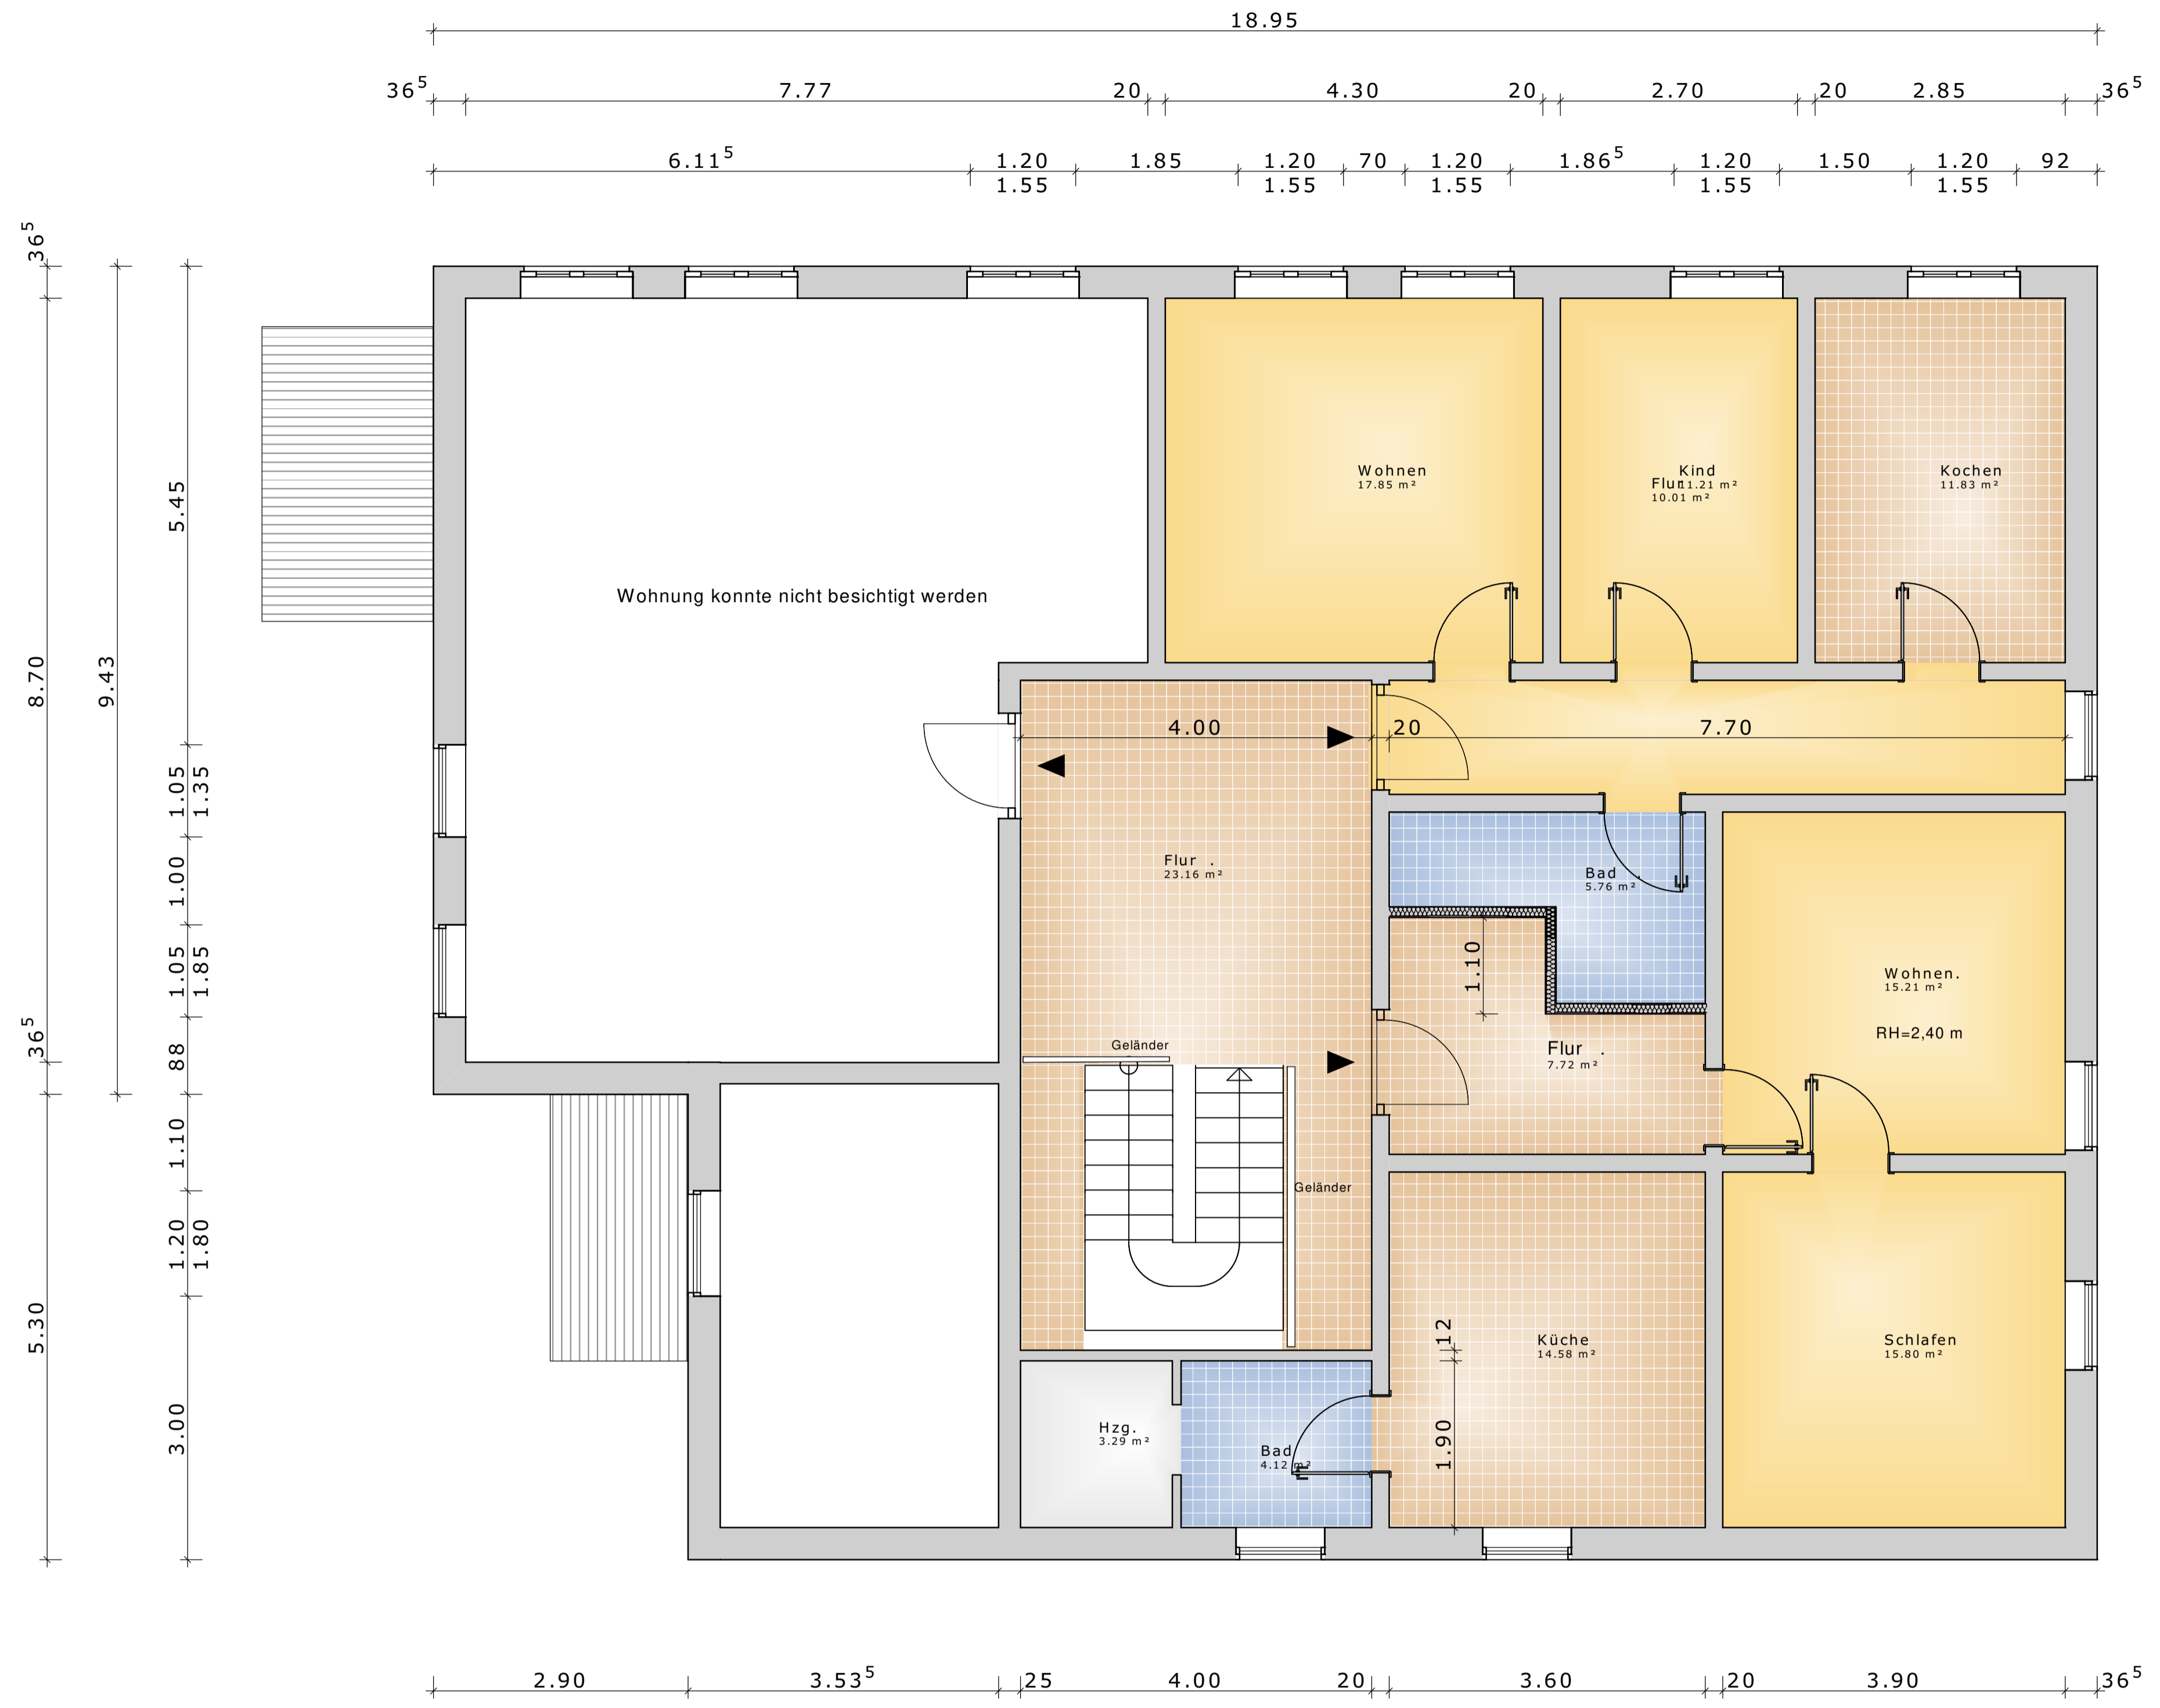 18.95
36⁵ 7.77 20 4.30 20 2.70 20 2.85 36⁵
6.11⁵ 1.20 1.85 1.20 70 1.20 1.86⁵ 1.20 1.50 1.20 92
1.55 1.55 1.55 1.55 1.55
36⁵
8.70
36⁵
5.30
9.43
5.45
1.05
1.35
1.00
1.05
1.85
88
1.10
1.20
1.80
3.00
Wohnung konnte nicht besichtigt werden
Wohnen
17.85 m²
Kind
11.21 m²
Flur
10.01 m²
Kochen
11.83 m²
4.00 20 7.70
Flur .
23.16 m²
Bad .
5.76 m²
1.10
Wohnen.
15.21 m²
RH=2,40 m
Flur .
7.72 m²
Geländer
Geländer
12
1.90
Küche
14.58 m²
Schlafen
15.80 m²
Hzg.
3.29 m²
Bad
4.12 m²
2.90 3.53⁵ 25 4.00 20 3.60 20 3.90 36⁵